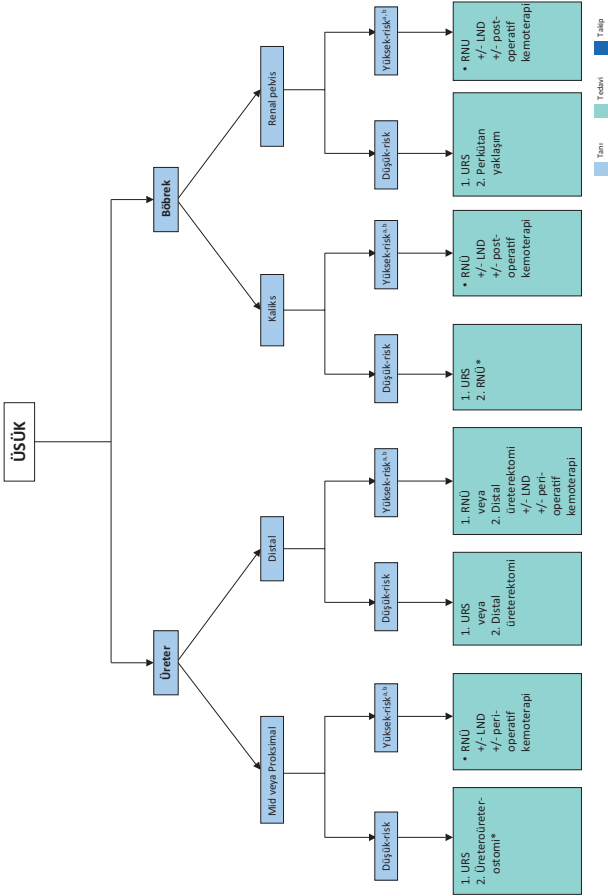 ÜSÜK
Üreter
Böbrek
Mid veya Proksimal
Distal
Kaliks
Renal pelvis
Düşük-risk
Yüksek-riskᵃ,ᵇ
Düşük-risk
Yüksek-riskᵃ,ᵇ
Düşük-risk
Yüksek-riskᵃ,ᵇ
Düşük-risk
Yüksek-riskᵃ,ᵇ
1. URS
2. Üreteroüreter-
ostomi*
• RNÜ
+/- LND
+/- peri-
operatif
kemoterapi
1. URS
veya
2. Distal
üreterektomi
1. RNÜ
veya
2. Distal
üreterektomi
+/- LND
+/- peri-
operatif
kemoterapi
1. URS
2. RNÜ*
• RNÜ
+/- LND
+/- post-
operatif
kemoterapi
1. URS
2. Perkütan
yaklaşım
• RNU
+/- LND
+/- post-
operatif
kemoterapi
Tanı
Tedavi
Takip